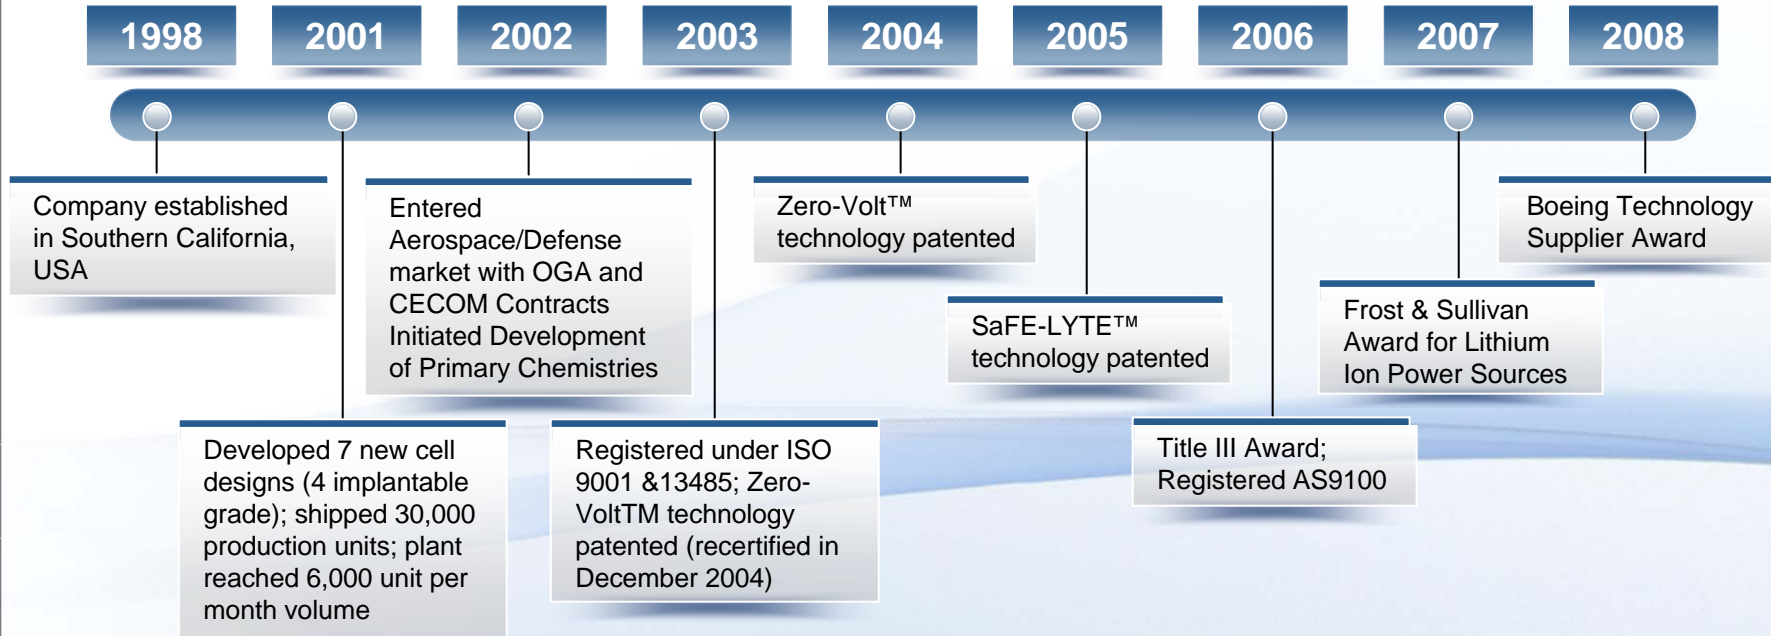 1998
2001
2002
2003
2004
2005
2006
2007
2008
Company established
in Southern California,
USA
Developed 7 new cell
designs (4 implantable
grade); shipped 30,000
production units; plant
reached 6,000 unit per
month volume
Entered
Aerospace/Defense
market with OGA and
CECOM Contracts
Initiated Development
of Primary Chemistries
Registered under ISO
9001 &13485; Zero-
VoltTM technology
patented (recertified in
December 2004)
Zero-Volt™
technology patented
SaFE-LYTE™
technology patented
Title III Award;
Registered AS9100
Frost & Sullivan
Award for Lithium
Ion Power Sources
Boeing Technology
Supplier Award